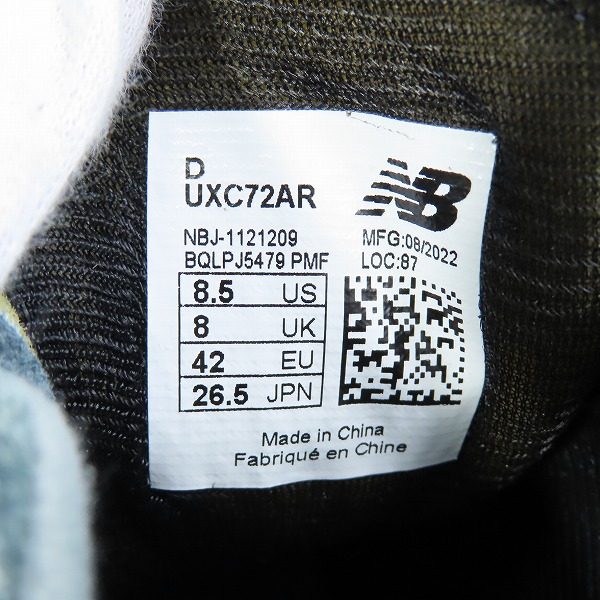 D
UXC72AR
NB
NBJ-1121209
BQLPJ5479 PMF
MFG:08/2022
LOC:87
8.5 US
8 UK
42 EU
26.5 JPN
Made in China
Fabriqué en Chine